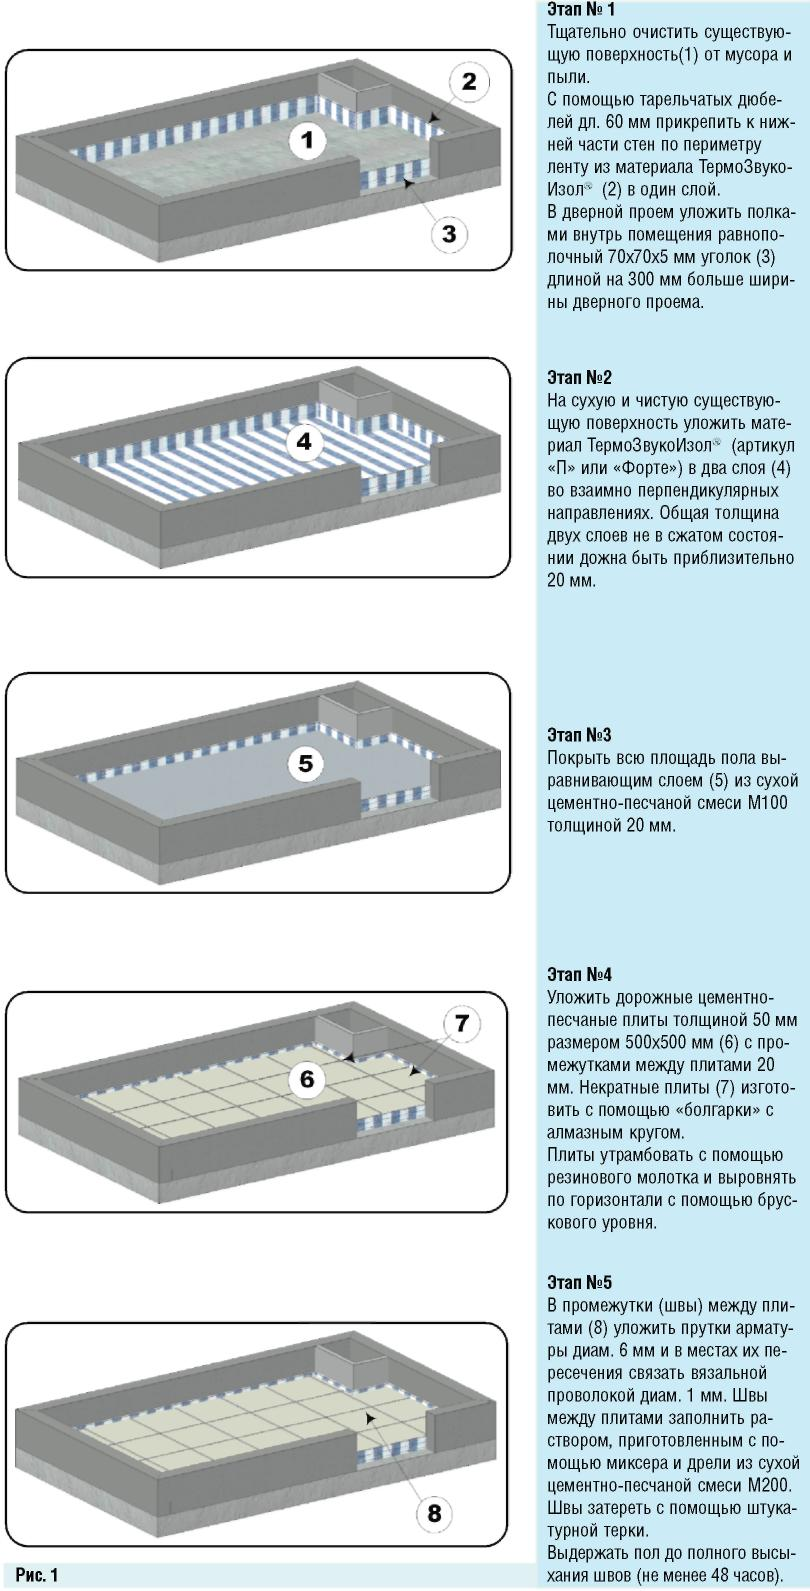 Этап № 1
Тщательно очистить существую-
щую поверхность(1) от мусора и
пыли.
С помощью тарельчатых дюбе-
лей дл. 60 мм прикрепить к ниж-
ней части стен по периметру
ленту из материала ТермоЗвуко-
Изол® (2) в один слой.
В дверной проем уложить полка-
ми внутрь помещения равнопо-
лочный 70х70х5 мм уголок (3)
длиной на 300 мм больше шири-
ны дверного проема.
1
2
3
Этап №2
На сухую и чистую существую-
щую поверхность уложить мате-
риал ТермоЗвукоИзол® (артикул
«П» или «Форте») в два слоя (4)
во взаимно перпендикулярных
направлениях. Общая толщина
двух слоев не в сжатом состоя-
нии дожна быть приблизительно
20 мм.
4
Этап №3
Покрыть всю площадь пола вы-
равнивающим слоем (5) из сухой
цементно-песчаной смеси М100
толщиной 20 мм.
5
Этап №4
Уложить дорожные цементно-
песчаные плиты толщиной 50 мм
размером 500х500 мм (6) с про-
межутками между плитами 20
мм. Некратные плиты (7) изгото-
вить с помощью «болгарки» с
алмазным кругом.
Плиты утрамбовать с помощью
резинового молотка и выровнять
по горизонтали с помощью брус-
кового уровня.
6
7
Этап №5
В промежутки (швы) между пли-
тами (8) уложить прутки армату-
ры диам. 6 мм и в местах их пе-
ресечения связать вязальной
проволокой диам. 1 мм. Швы
между плитами заполнить ра-
створом, приготовленным с по-
мощью миксера и дрели из сухой
цементно-песчаной смеси М200.
Швы затереть с помощью штука-
турной терки.
Выдержать пол до полного высы-
хания швов (не менее 48 часов).
8
Рис. 1